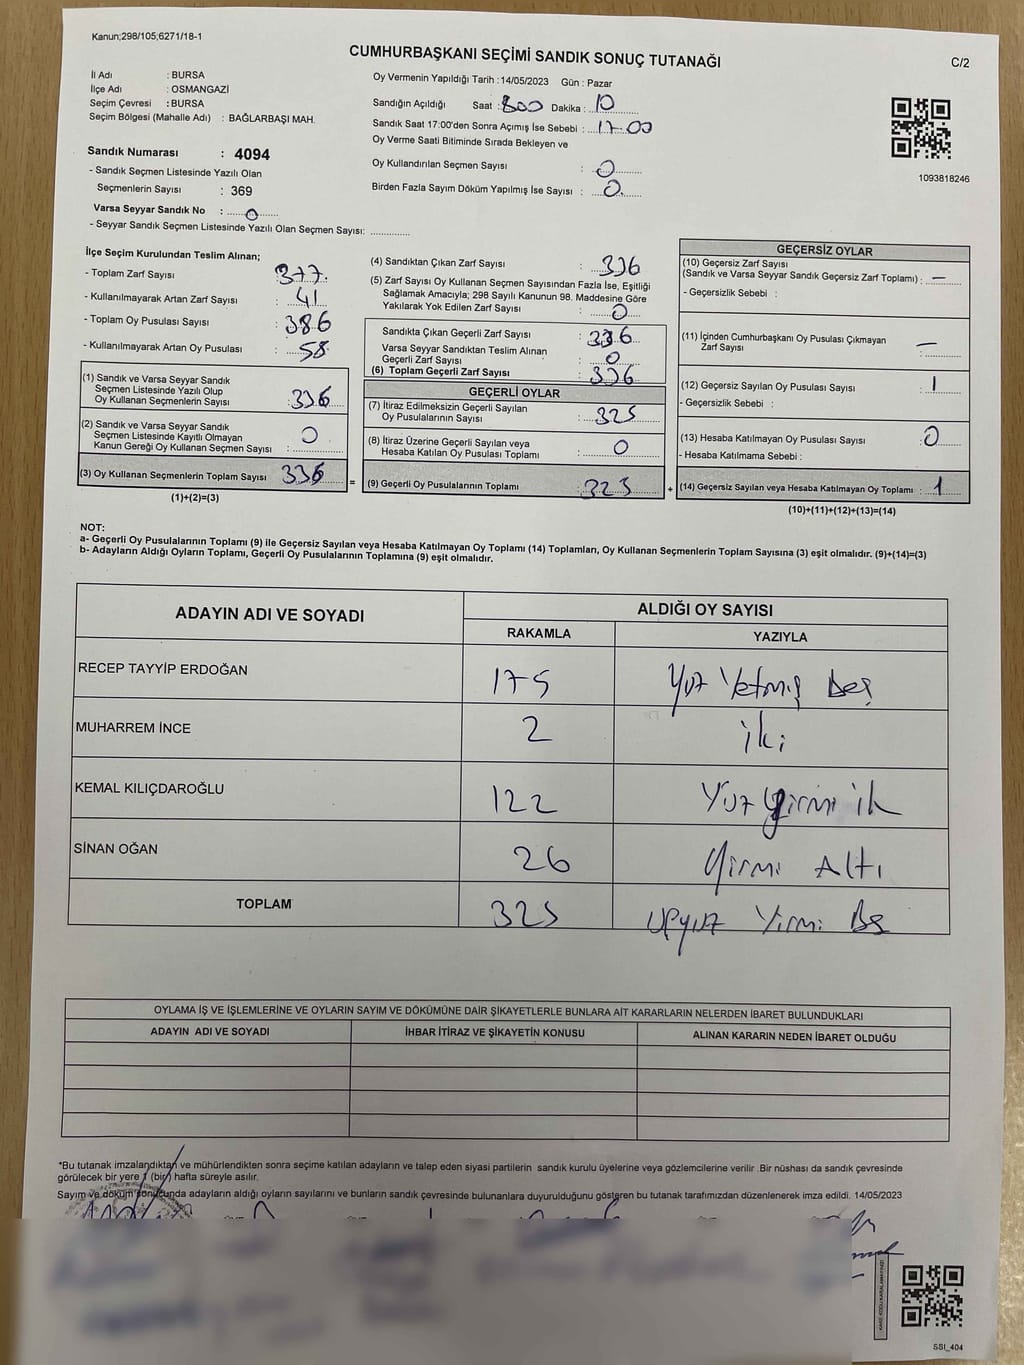 Kanun;298/105;6271/18-1
CUMHURBAŞKANI SEÇİMİ SANDIK SONUÇ TUTANAĞI
C/2
İl Adı : BURSA
İlçe Adı : OSMANGAZİ
Seçim Çevresi : BURSA
Seçim Bölgesi (Mahalle Adı) : BAĞLARBAŞI MAH.
Sandık Numarası : 4094
- Sandık Seçmen Listesinde Yazılı Olan
Seçmenlerin Sayısı : 369
Varsa Seyyar Sandık No : 0
- Seyyar Sandık Seçmen Listesinde Yazılı Olan Seçmen Sayısı: ..............
Oy Vermenin Yapıldığı Tarih :14/05/2023 Gün : Pazar
Sandığın Açıldığı Saat : 800 Dakika : 10
Sandık Saat 17:00'den Sonra Açımış İse Sebebi : 17.00
Oy Verme Saati Bitiminde Sırada Bekleyen ve
Oy Kullandırılan Seçmen Sayısı : 0
Birden Fazla Sayım Döküm Yapılmış İse Sayısı : 0
1093818246
İlçe Seçim Kurulundan Teslim Alınan;
- Toplam Zarf Sayısı : 377
- Kullanılmayarak Artan Zarf Sayısı : 41
- Toplam Oy Pusulası Sayısı : 386
- Kullanılmayarak Artan Oy Pusulası : 58
(1) Sandık ve Varsa Seyyar Sandık
Seçmen Listesinde Yazılı Olup
Oy Kullanan Seçmenlerin Sayısı : 336
(2) Sandık ve Varsa Seyyar Sandık
Seçmen Listesinde Kayıtlı Olmayan
Kanun Gereği Oy Kullanan Seçmen Sayısı : 0
(3) Oy Kullanan Seçmenlerin Toplam Sayısı 336
(1)+(2)=(3)
=
(4) Sandıktan Çıkan Zarf Sayısı : 336
(5) Zarf Sayısı Oy Kullanan Seçmen Sayısından Fazla İse, Eşitliği
Sağlamak Amacıyla; 298 Sayılı Kanunun 98. Maddesine Göre
Yakılarak Yok Edilen Zarf Sayısı : 0
Sandıkta Çıkan Geçerli Zarf Sayısı : 336
Varsa Seyyar Sandıktan Teslim Alınan
Geçerli Zarf Sayısı : 0
(6) Toplam Geçerli Zarf Sayısı : 336
GEÇERLİ OYLAR
(7) İtiraz Edilmeksizin Geçerli Sayılan
Oy Pusulalarının Sayısı : 325
(8) İtiraz Üzerine Geçerli Sayılan veya
Hesaba Katılan Oy Pusulası Toplamı : 0
(9) Geçerli Oy Pusulalarının Toplamı : 325
+
GEÇERSİZ OYLAR
(10) Geçersiz Zarf Sayısı
(Sandık ve Varsa Seyyar Sandık Geçersiz Zarf Toplamı) : —
- Geçersizlik Sebebi :
(11) İçinden Cumhurbaşkanı Oy Pusulası Çıkmayan
Zarf Sayısı : —
(12) Geçersiz Sayılan Oy Pusulası Sayısı : 1
- Geçersizlik Sebebi :
(13) Hesaba Katılmayan Oy Pusulası Sayısı : 0
- Hesaba Katılmama Sebebi :
(14) Geçersiz Sayılan veya Hesaba Katılmayan Oy Toplamı : 1
(10)+(11)+(12)+(13)=(14)
NOT:
a- Geçerli Oy Pusulalarının Toplamı (9) ile Geçersiz Sayılan veya Hesaba Katılmayan Oy Toplamı (14) Toplamları, Oy Kullanan Seçmenlerin Toplam Sayısına (3) eşit olmalıdır. (9)+(14)=(3)
b- Adayların Aldığı Oyların Toplamı, Geçerli Oy Pusulalarının Toplamına (9) eşit olmalıdır.
ADAYIN ADI VE SOYADI ALDIĞI OY SAYISI
RAKAMLA YAZIYLA
RECEP TAYYİP ERDOĞAN 175 Yüz Yetmiş Beş
MUHARREM İNCE 2 iki
KEMAL KILIÇDAROĞLU 122 Yüz yirmi ik
SİNAN OĞAN 26 Yirmi Altı
TOPLAM 325 üçyüz Yirmi Beş
OYLAMA İŞ VE İŞLEMLERİNE VE OYLARIN SAYIM VE DÖKÜMÜNE DAİR ŞİKAYETLERLE BUNLARA AİT KARARLARIN NELERDEN İBARET BULUNDUKLARI
ADAYIN ADI VE SOYADI İHBAR İTİRAZ VE ŞİKAYETİN KONUSU ALINAN KARARIN NEDEN İBARET OLDUĞU
*Bu tutanak imzalandıktan ve mühürlendikten sonra seçime katılan adayların ve talep eden siyasi partilerin sandık kurulu üyelerine veya gözlemcilerine verilir .Bir nüshası da sandık çevresinde
görülecek bir yere 1 (bir) hafta süreyle asılır.
Sayım ve döküm sonucunda adayların aldığı oyların sayılarını ve bunların sandık çevresinde bulunanlara duyurulduğunu gösteren bu tutanak tarafımızdan düzenlenerek imza edildi. 14/05/2023
SSI_404